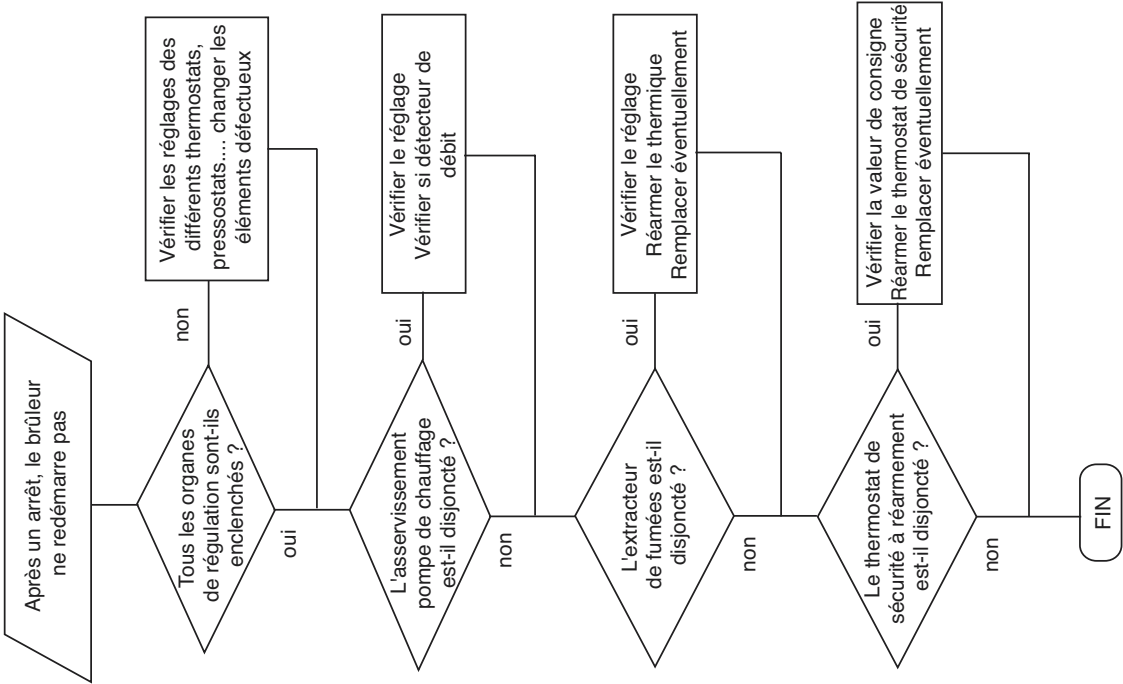 Après un arrêt, le brûleur
ne redémarre pas
Tous les organes
de régulation sont-ils
enclenchés ?
non
Vérifier les réglages des
différents thermostats,
pressostats.... changer les
éléments défectueux
oui
L'asservissement
pompe de chauffage
est-il disjoncté ?
oui
Vérifier le réglage
Vérifier si détecteur de
débit
non
L'extracteur
de fumées est-il
disjoncté ?
oui
Vérifier le réglage
Réarmer le thermique
Remplacer éventuellement
non
Le thermostat de
sécurité à réarmement
est-il disjoncté ?
oui
Vérifier la valeur de consigne
Réarmer le thermostat de sécurité
Remplacer éventuellement
non
FIN